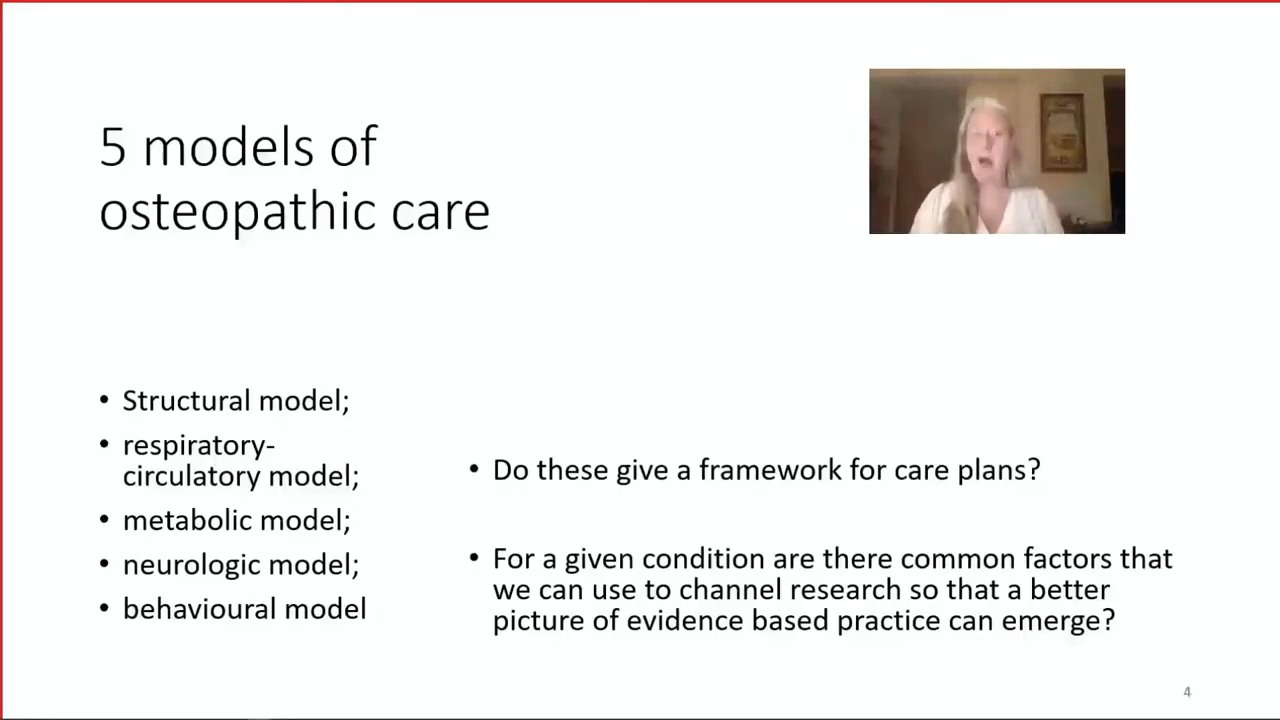 5 models of
osteopathic care
• Structural model;
• respiratory-
circulatory model;
• metabolic model;
• neurologic model;
• behavioural model
• Do these give a framework for care plans?
• For a given condition are there common factors that
we can use to channel research so that a better
picture of evidence based practice can emerge?
4